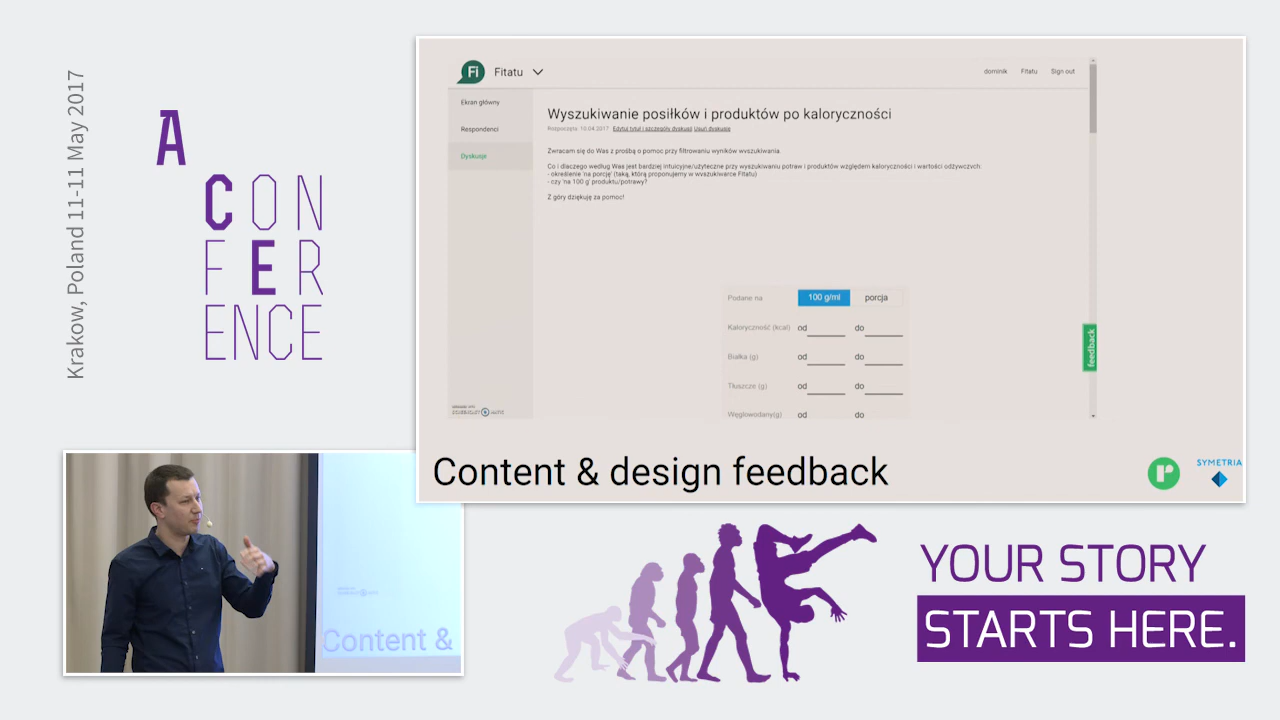 Krakow, Poland 11-11 May 2017
A
CON
FER
ENCE
Fi
Fitatu
dominik
Fitatu
Sign out
Ekran główny
Respondenci
Dyskusje
Wyszukiwanie posiłków i produktów po kaloryczności
Rozpoczęta: 10.04.2017 Edytuj tytuł i szczegóły dyskusji Usuń dyskusję
Zwracam się do Was z prośbą o pomoc przy filtrowaniu wyników wyszukiwania.
Co i dlaczego według Was jest bardziej intuicyjne/użyteczne przy wyszukiwaniu potraw i produktów względem kaloryczności i wartości odżywczych:
- określenie 'na porcję' (taką, którą proponujemy w wyszukiwarce Fitatu)
- czy 'na 100 g' produktu/potrawy?
Z góry dziękuję za pomoc!
Podane na
100 g/ml
porcja
Kaloryczność (kcal) od do
Białka (g) od do
Tłuszcze (g) od do
Węglowodany(g) od do
feedback
Content & design feedback
r
SYMETRIA
Content &
YOUR STORY
STARTS HERE.